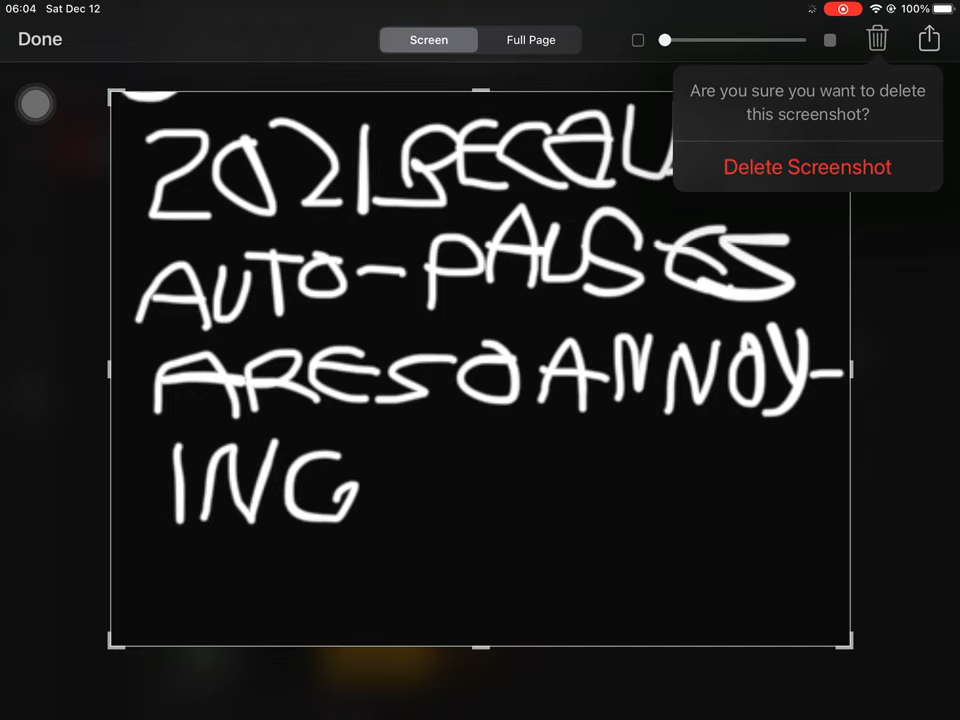 06:04 Sat Dec 12
100%
Done
Screen
Full Page
Are you sure you want to delete
this screenshot?
Delete Screenshot
2021, BECAU
AUTO-PAUSES
ARE SO ANNOY-
ING